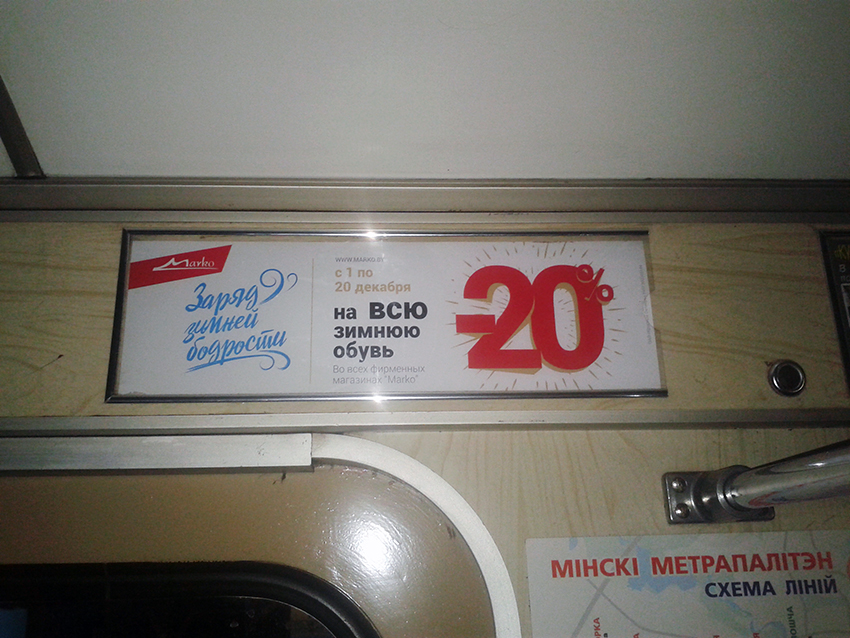 Marko
Заряд
зимней
бодрости
WWW.MARKO.BY
с 1 по
20 декабря
на ВСЮ
зимнюю
обувь
Во всех фирменных
магазинах "Marko"
-20%
МІНСКІ МЕТРАПАЛІТЭН
СХЕМА ЛІНІЙ